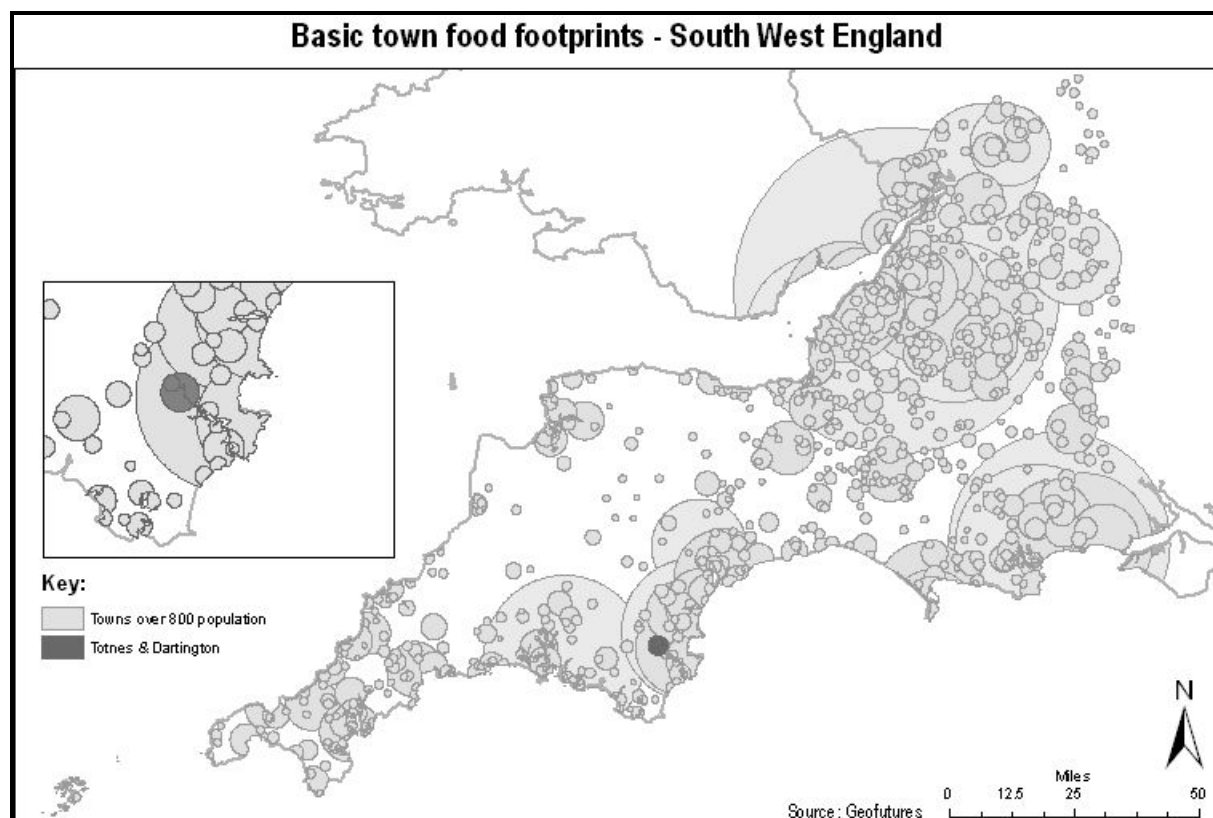 Basic town food footprints - South West England
Key:
Towns over 800 population
Totnes & Dartington
N
Miles
0 12.5 25 50
Source: Geofutures